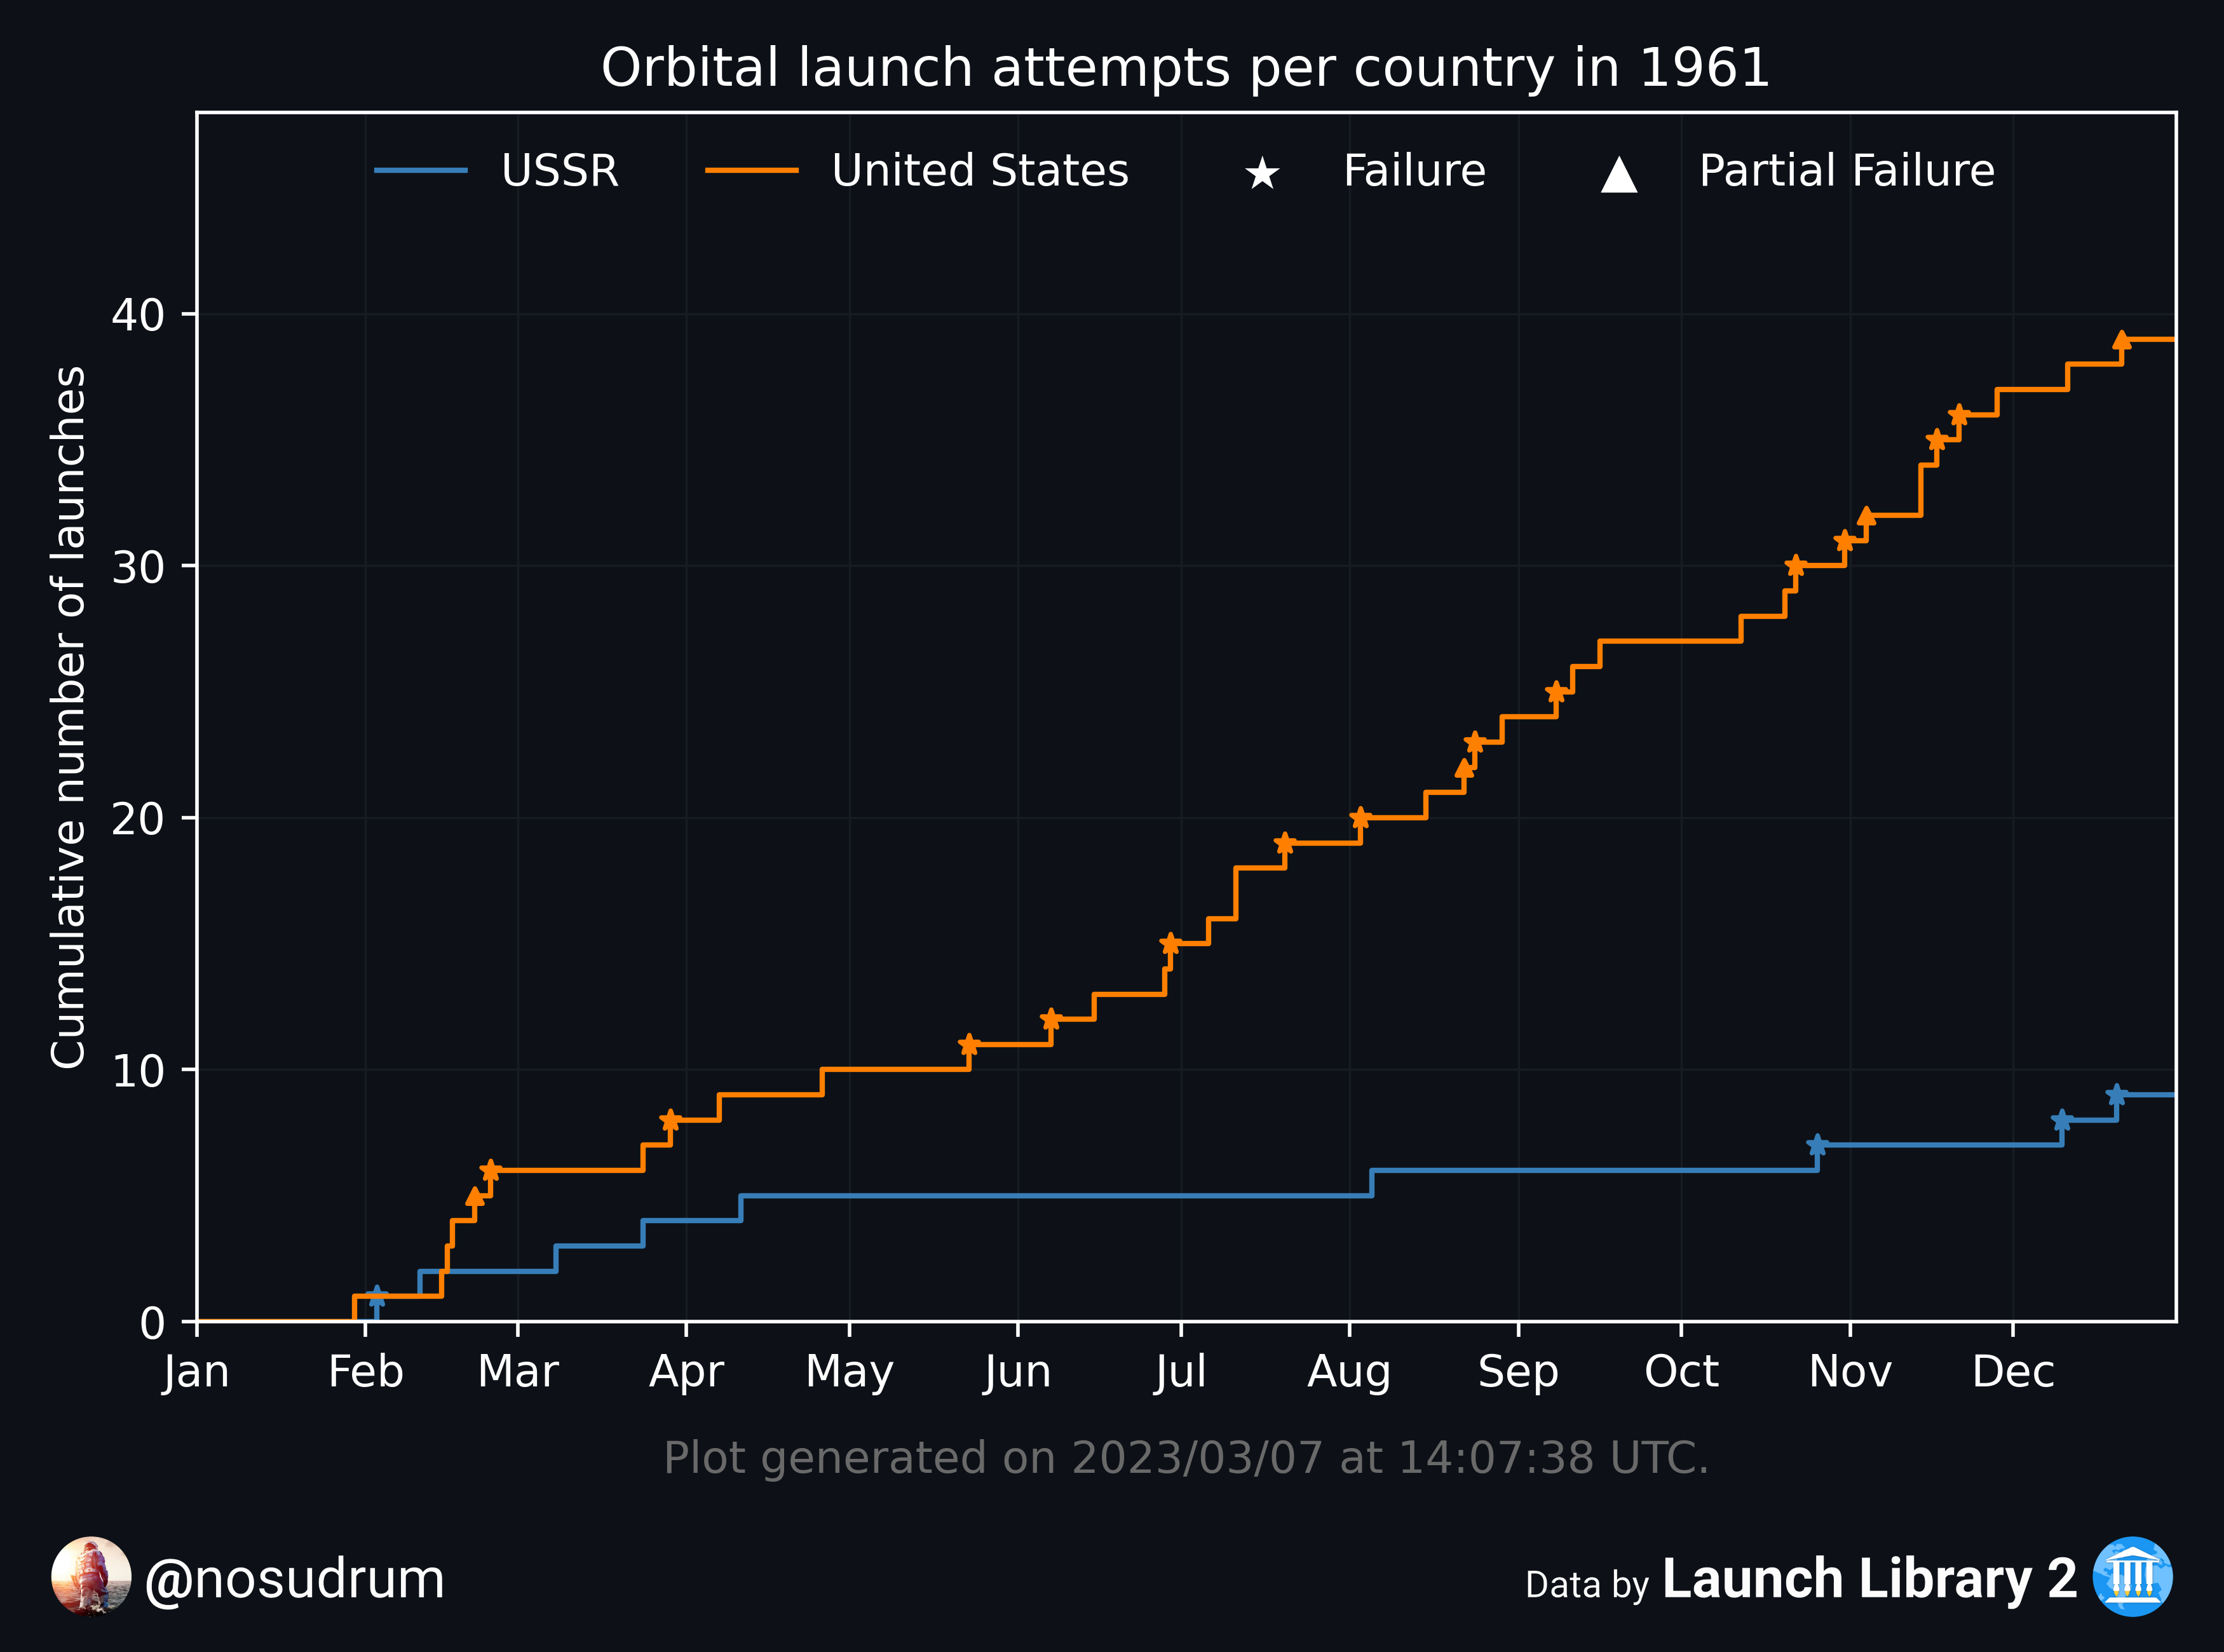 Orbital launch attempts per country in 1961
USSR United States Failure Partial Failure
Cumulative number of launches
40
30
20
10
0
Jan Feb Mar Apr May Jun Jul Aug Sep Oct Nov Dec
Plot generated on 2023/03/07 at 14:07:38 UTC.
@nosudrum
Data by Launch Library 2